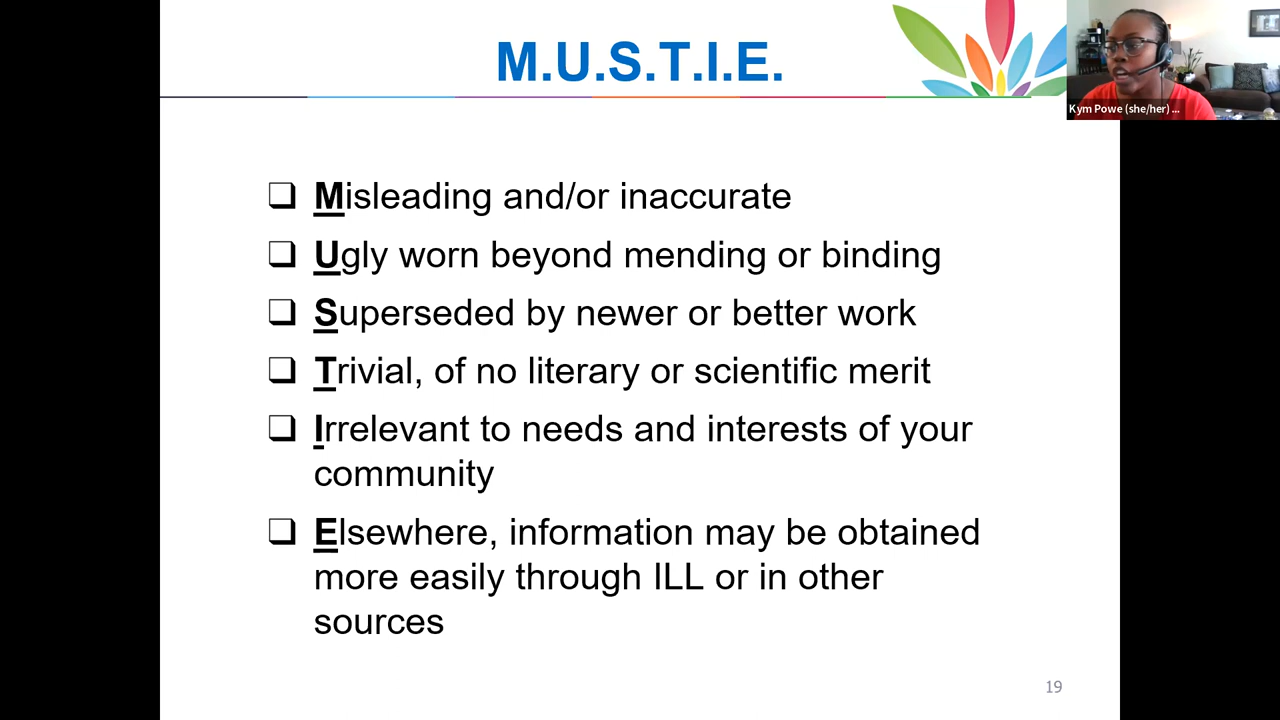 M.U.S.T.I.E.
Kym Powe (she/her) ...
Misleading and/or inaccurate
Ugly worn beyond mending or binding
Superseded by newer or better work
Trivial, of no literary or scientific merit
Irrelevant to needs and interests of your
community
Elsewhere, information may be obtained
more easily through ILL or in other
sources
19